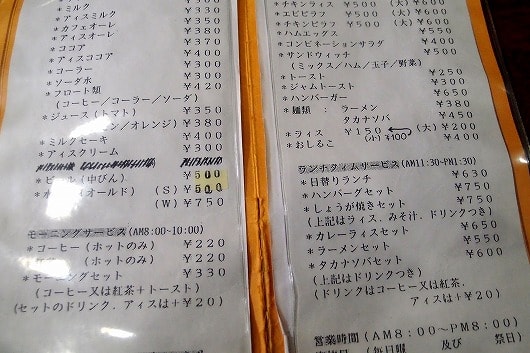 *ミルク
*アイスミルク ¥300
*カフェオーレ ¥350
*アイスオーレ ¥380
*ココア ¥370
*アイスココア ¥400
*コーラー ¥300
*ソーダ水 ¥300
*フロート類 ¥420
(コーヒー/コーラー/ソーダ)
*ジュース(トマト) ¥350
ン/オレンジ) ¥380
*ミルクセーキ ¥400
*アイスクリーム ¥300
(中びん) ¥500
(オールド) (S) ¥500
(W) ¥750
モーニングサービス(AM8:00~10:00)
*コーヒー(ホットのみ) ¥220
(ホットのみ) ¥220
*モーニングセット ¥330
(コーヒー又は紅茶+トースト)
(セットのドリンク、アイスは+¥20)
*チキンライス ¥500 (大)¥600
*エビピラフ ¥500 (大)¥600
*チキンピラフ ¥500 (大)¥600
*ハムエッグス
*コンビネーションサラダ ¥400
*サンドウィッチ ¥500
(ミックス/ハム/玉子/野菜)
*トースト ¥250
*ジャムトースト ¥300
*ハンバーガー ¥650
*麺類:ラーメン ¥380
タカナソバ ¥450
*ライス ¥150 (大)¥200
(小)¥100
*おしるこ ¥400
ランチタイムサービス(AM11:30-PM1:30)
*日替りランチ ¥630
*ハンバーグセット ¥750
*しょうが焼きセット ¥750
(上記はライス、みそ汁、ドリンクつき)
*カレーライスセット ¥650
*ラーメンセット ¥550
*タカナソバセット ¥600
(上記はドリンクつき)
(ドリンクはコーヒー又は紅茶、
アイスは+¥20)
営業時間(AM8:00~PM8:00)
(毎日曜 及び 祭日)